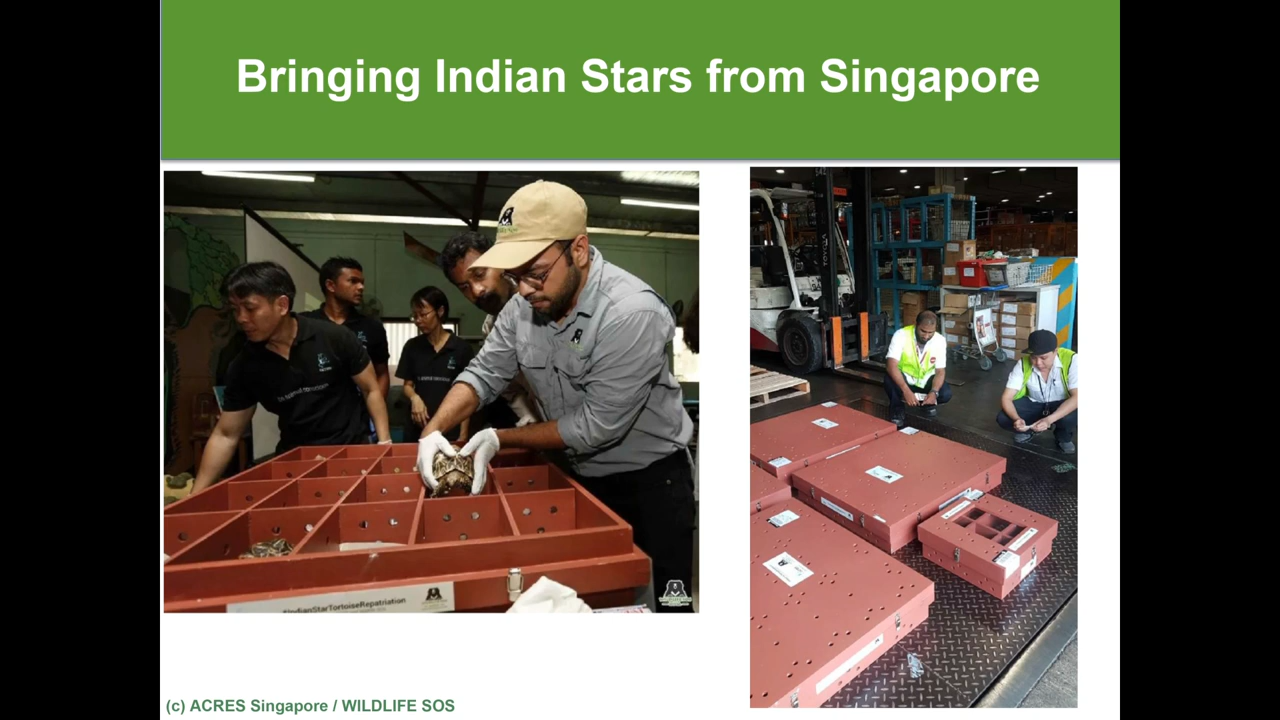 Bringing Indian Stars from Singapore
#IndianStarTortoiseRepatriation
(c) ACRES Singapore / WILDLIFE SOS